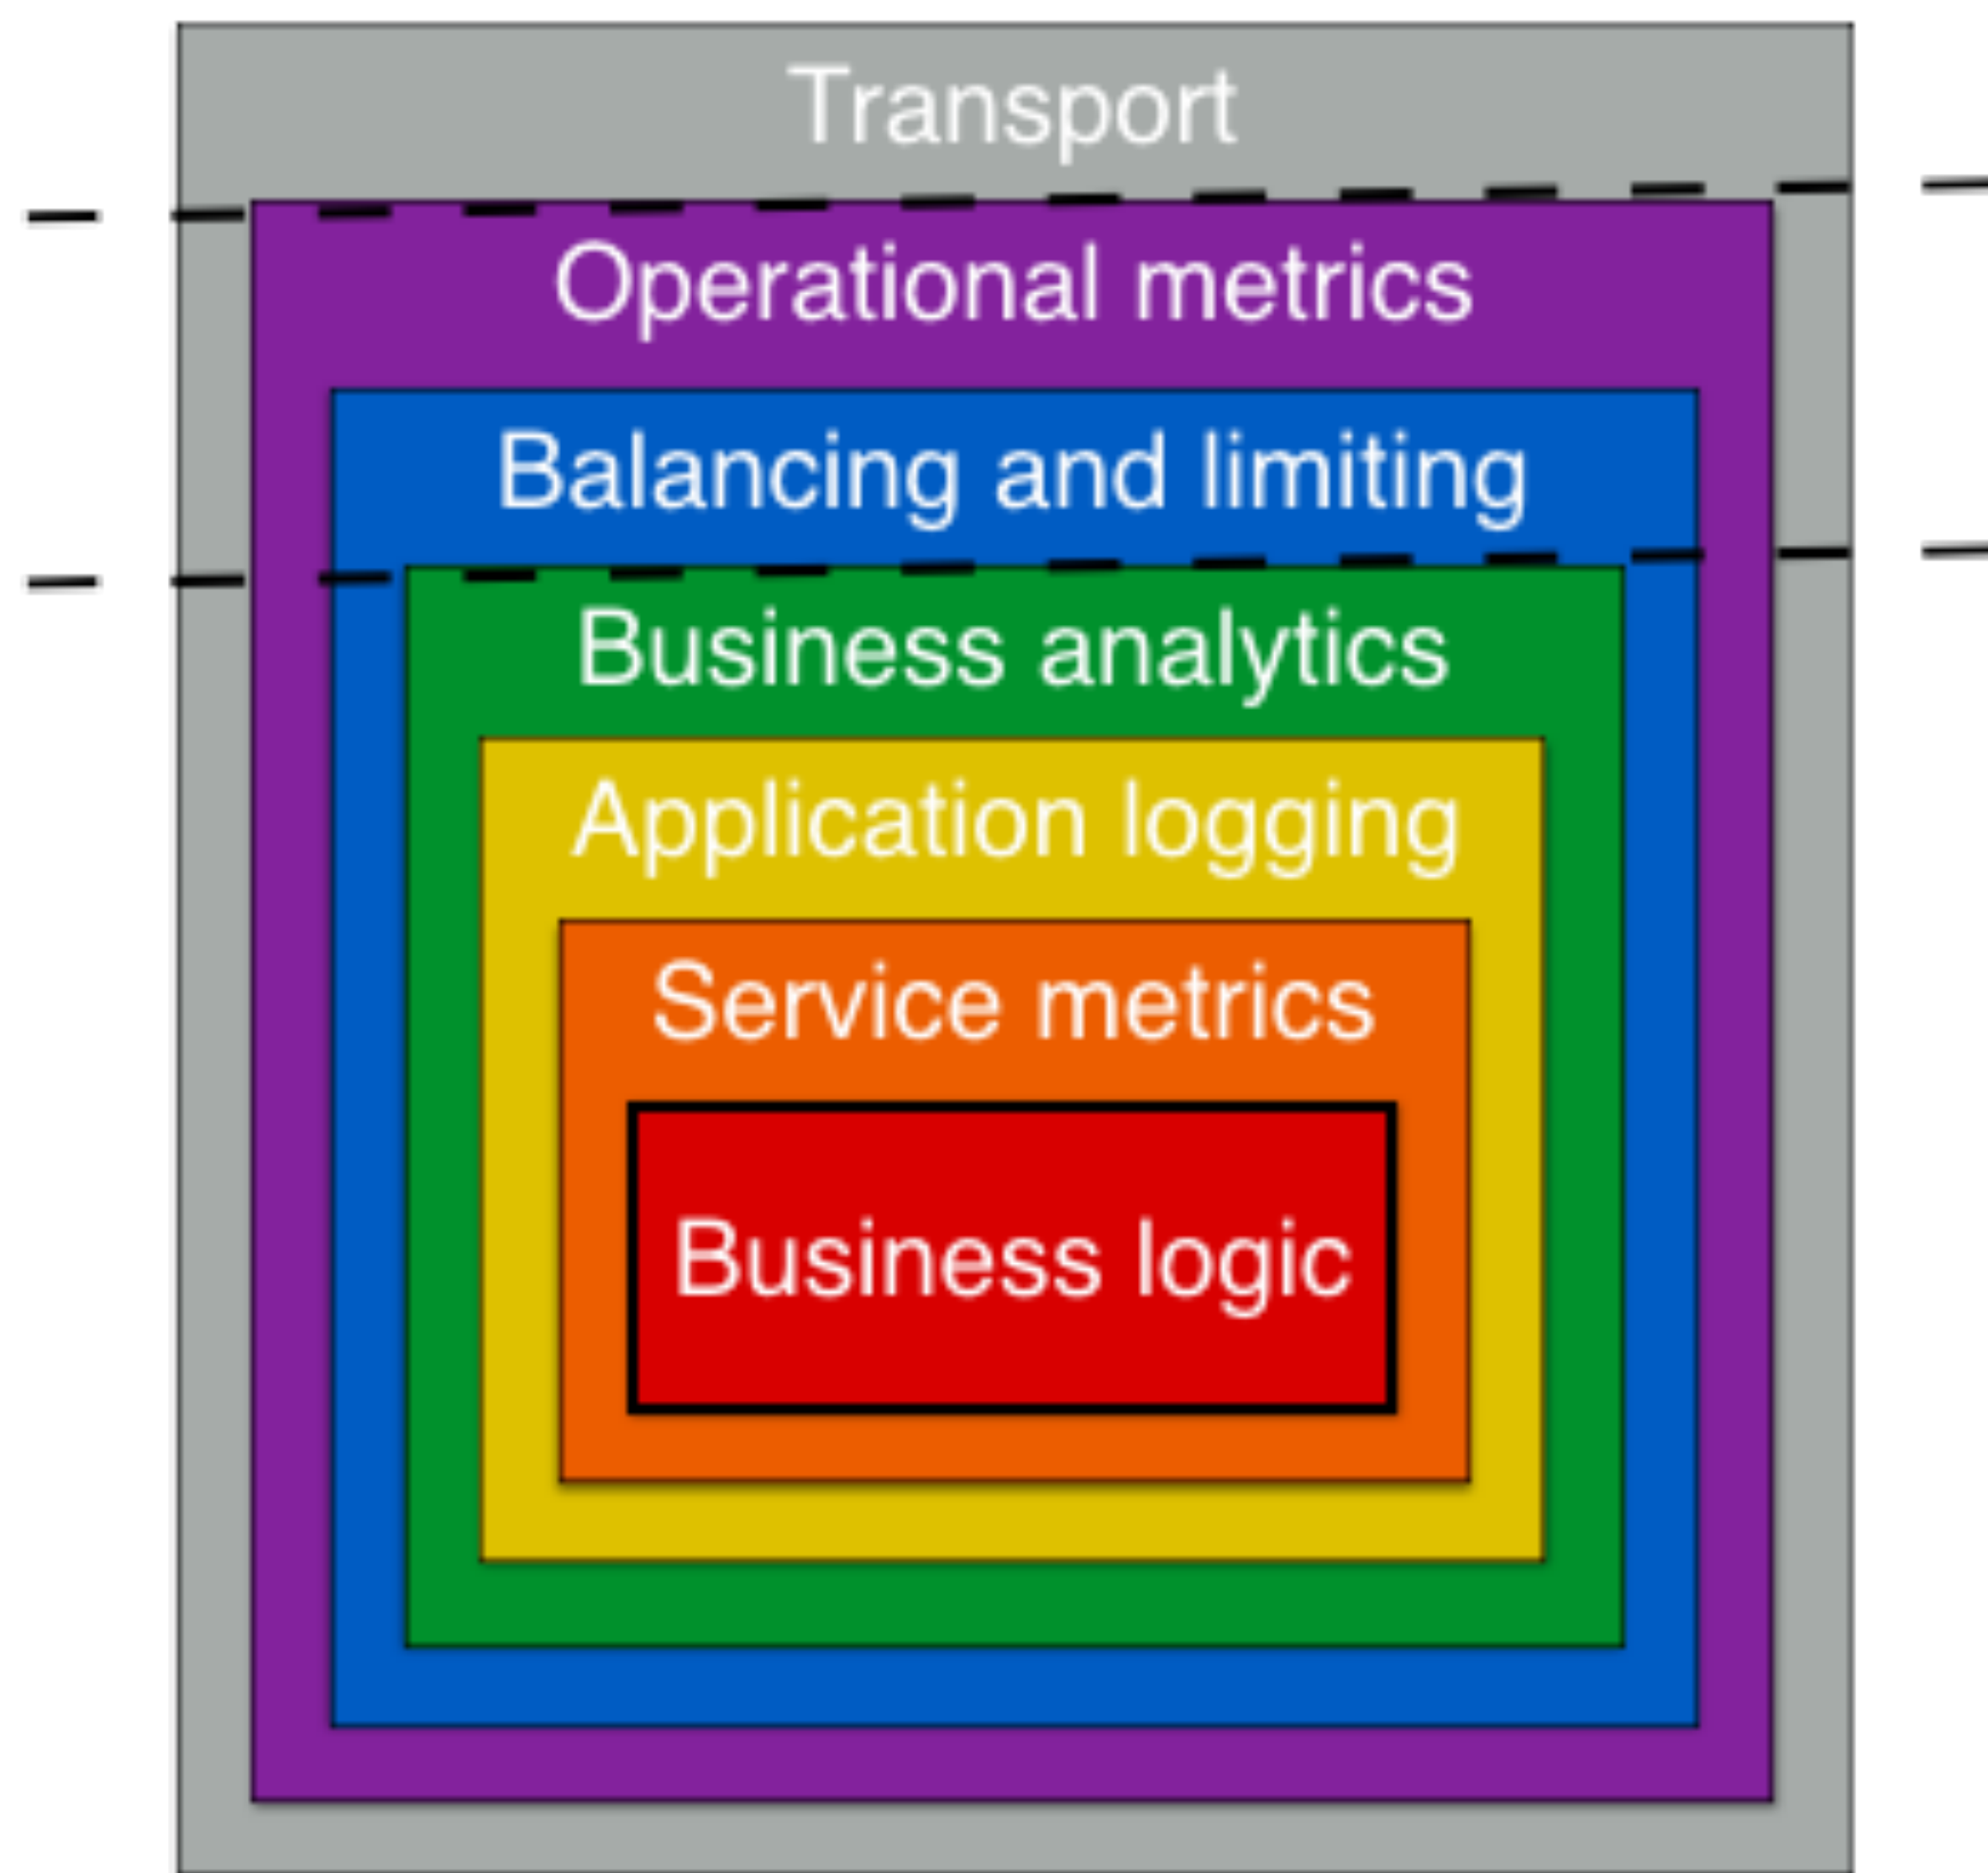 Transport
Operational metrics
Balancing and limiting
Business analytics
Application logging
Service metrics
Business logic